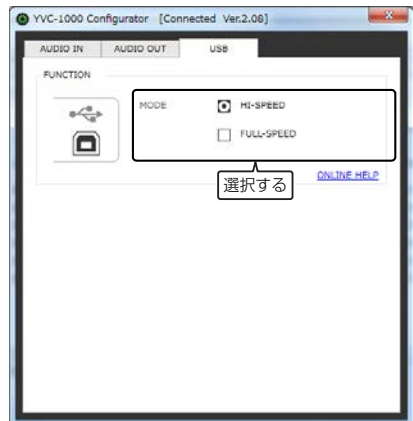 YVC-1000 Configurator [Connected Ver.2.08]
AUDIO IN AUDIO OUT USB
FUNCTION
MODE HI-SPEED
FULL-SPEED
ONLINE HELP
選択する